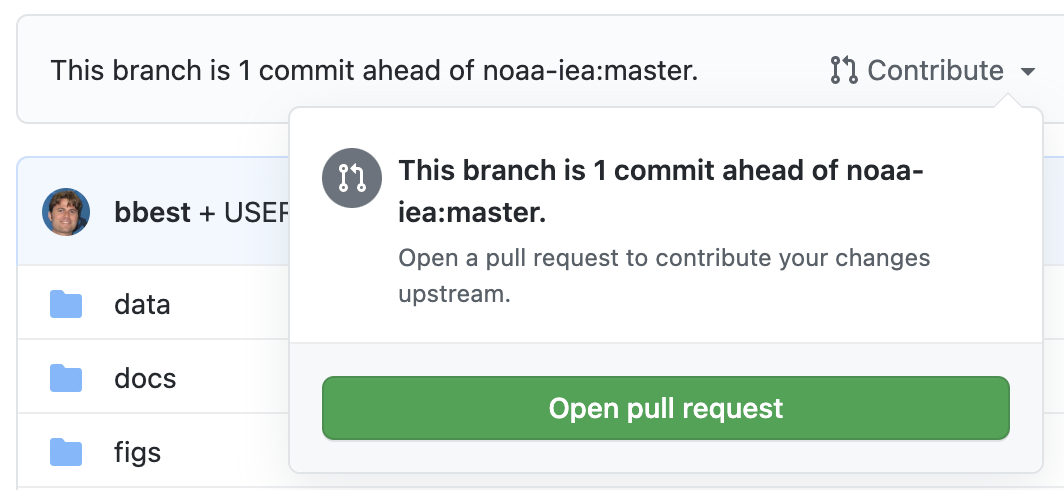 This branch is 1 commit ahead of noaa-iea:master.
Contribute
This branch is 1 commit ahead of noaa-
iea:master.
Open a pull request to contribute your changes
upstream.
Open pull request
bbest + USER
data
docs
figs